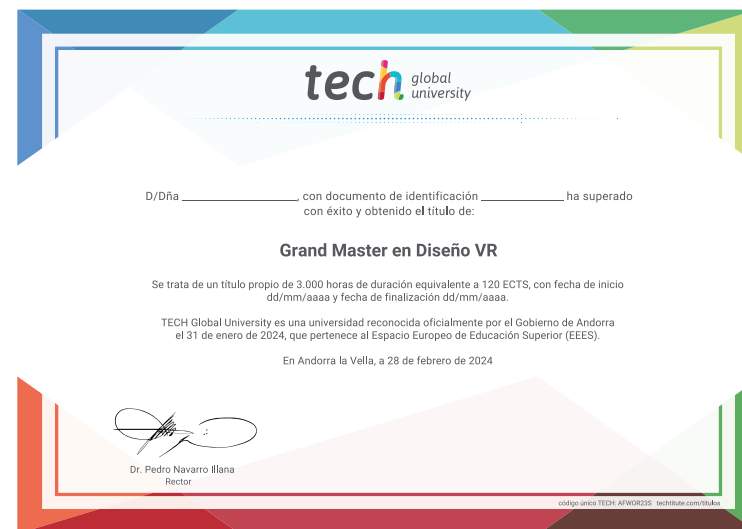 tech global university
D/Dña ________________, con documento de identificación ____________ ha superado
con éxito y obtenido el título de:
Grand Master en Diseño VR
Se trata de un título propio de 3.000 horas de duración equivalente a 120 ECTS, con fecha de inicio
dd/mm/aaaa y fecha de finalización dd/mm/aaaa.
TECH Global University es una universidad reconocida oficialmente por el Gobierno de Andorra
el 31 de enero de 2024, que pertenece al Espacio Europeo de Educación Superior (EEES).
En Andorra la Vella, a 28 de febrero de 2024
Dr. Pedro Navarro Illana
Rector
código único TECH: AFWOR23S techtitute.com/titulos